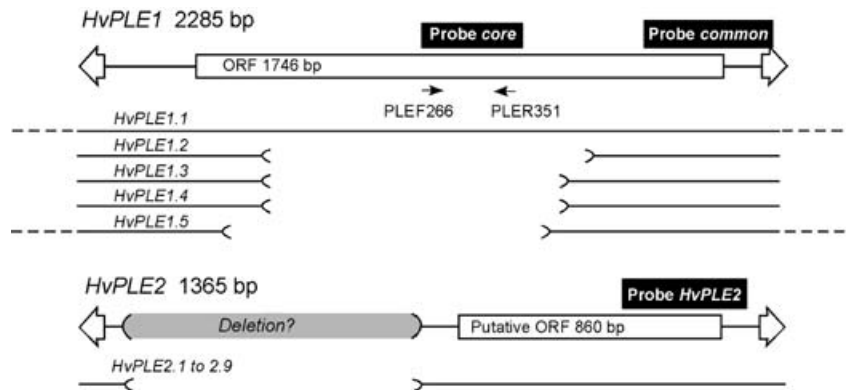 HvPLE1 2285 bp
Probe core
Probe common
ORF 1746 bp
PLEF266
PLER351
HvPLE1.1
HvPLE1.2
HvPLE1.3
HvPLE1.4
HvPLE1.5
HvPLE2 1365 bp
Probe HvPLE2
Deletion?
Putative ORF 860 bp
HvPLE2.1 to 2.9